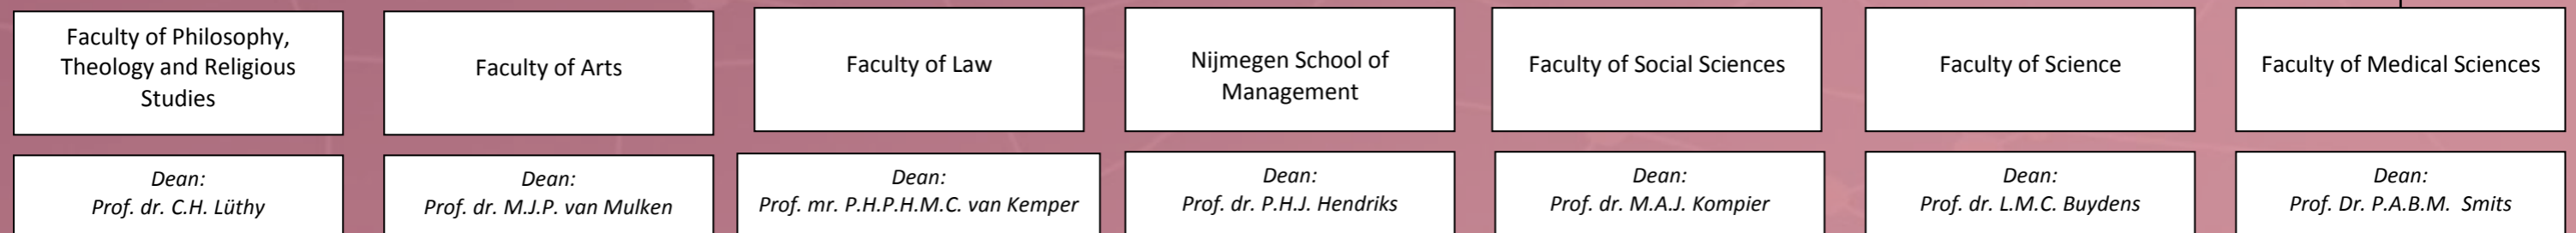 Faculty of Philosophy,
Theology and Religious
Studies
Faculty of Arts
Faculty of Law
Nijmegen School of
Management
Faculty of Social Sciences
Faculty of Science
Faculty of Medical Sciences
Dean:
Prof. dr. C.H. Lüthy
Dean:
Prof. dr. M.J.P. van Mulken
Dean:
Prof. mr. P.H.P.H.M.C. van Kemper
Dean:
Prof. dr. P.H.J. Hendriks
Dean:
Prof. dr. M.A.J. Kompier
Dean:
Prof. dr. L.M.C. Buydens
Dean:
Prof. Dr. P.A.B.M. Smits